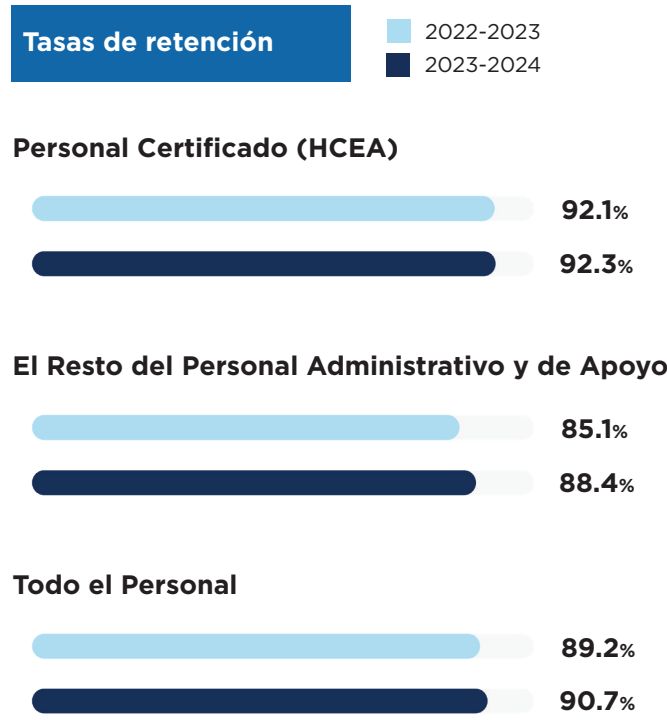 Tasas de retención
2022-2023
2023-2024
Personal Certificado (HCEA)
92.1%
92.3%
El Resto del Personal Administrativo y de Apoyo
85.1%
88.4%
Todo el Personal
89.2%
90.7%